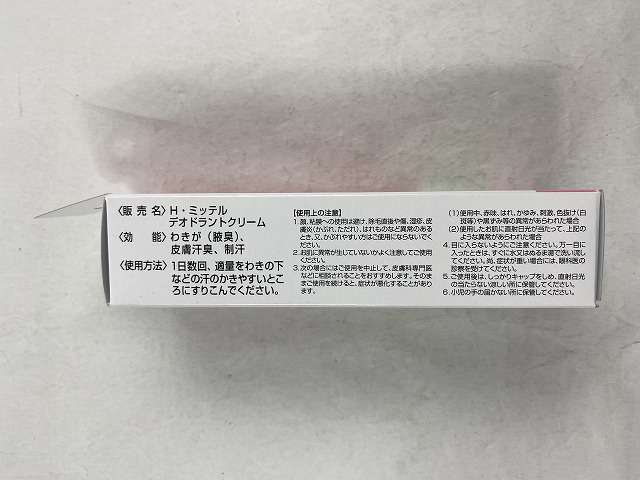 〈販 売 名〉H・ミッテル
デオドラントクリーム
〈効　　能〉わきが（腋臭）、
皮膚汗臭、制汗
〈使用方法〉1日数回、適量をわきの下
などの汗のかきやすいとこ
ろにすりこんでください。
【使用上の注意】
1. 顔、粘膜への使用は避け、除毛直後や傷、湿疹、皮
膚炎（かぶれ、ただれ）、はれものなど異常のある
とき、又、かぶれやすい方はご使用にならないでく
ださい。
2. お肌に異常が生じていないかよく注意してご使用
ください。
3. 次の場合にはご使用を中止して、皮膚科専門医
などに相談されることをおすすめします。そのま
まご使用を続けると、症状が悪化することがあり
ます。
(1)使用中、赤味、はれ、かゆみ、刺激、色抜け（白
斑等）や黒ずみ等の異常があらわれた場合
(2)使用したお肌に直射日光が当たって、上記の
ような異常があらわれた場合
4. 目に入らないようにご注意ください。万一目に
入ったときは、すぐに水又はぬるま湯で洗い流し
てください。尚、症状が重い場合には、眼科医の
診察を受けてください。
5. ご使用後は、しっかりキャップをしめ、直射日光
の当たらない涼しい所に保管してください。
6. 小児の手の届かない所に保管してください。